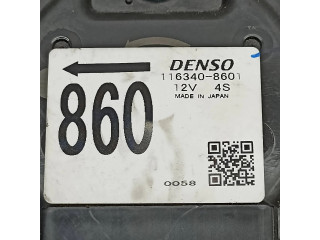 DENSO
116340-8601
12V 4S
MADE IN JAPAN
860
0058